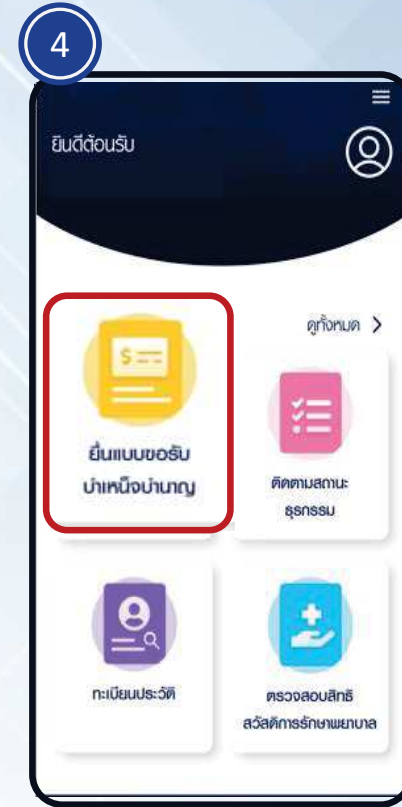 4
ยินดีต้อนรับ
ดูทั้งหมด >
$
ยื่นแบบขอรับ
บำเหน็จบำนาญ
ติดตามสถานะ
ธุรกรรม
ทะเบียนประวัติ
ตรวจสอบสิทธิ
สวัสดิการรักษาพยาบาล